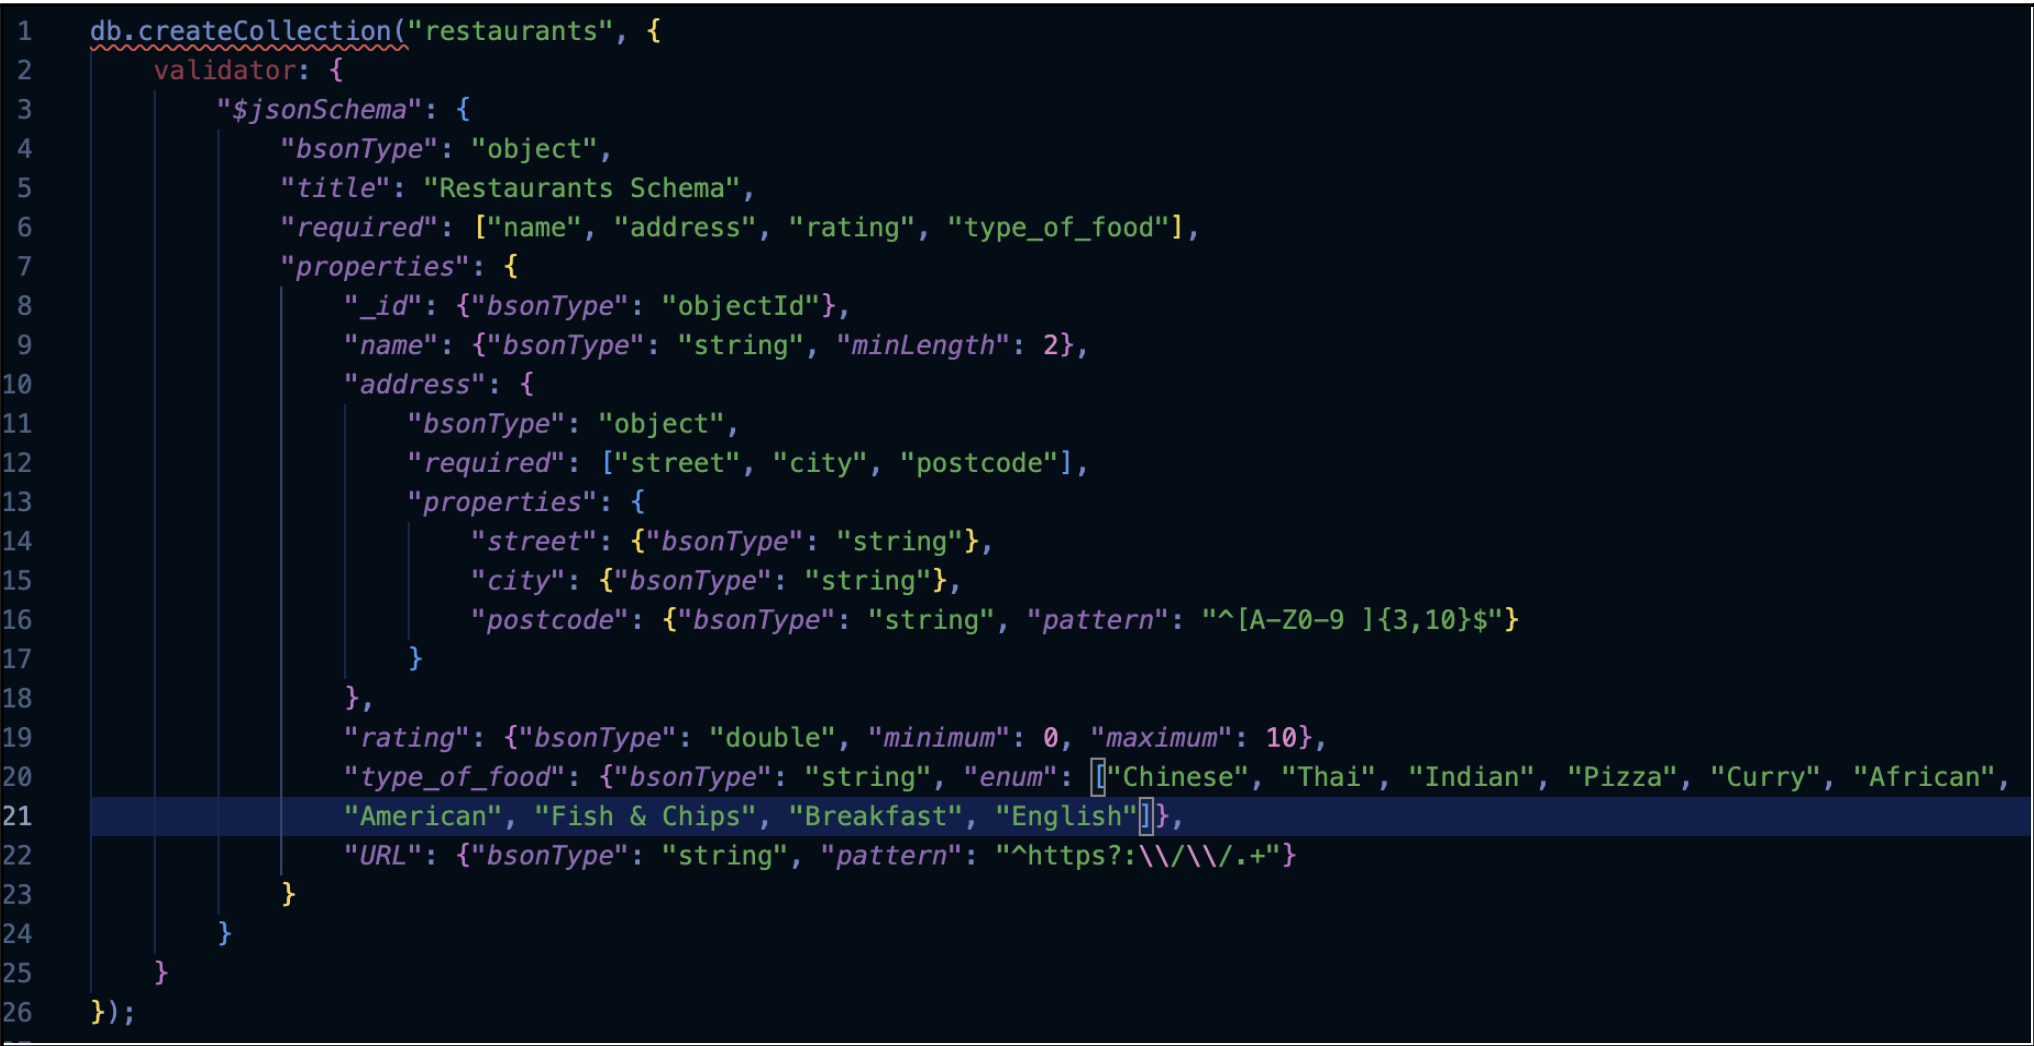 1 db.createCollection("restaurants", {
2 validator: {
3 "$jsonSchema": {
4 "bsonType": "object",
5 "title": "Restaurants Schema",
6 "required": ["name", "address", "rating", "type_of_food"],
7 "properties": {
8 "_id": {"bsonType": "objectId"},
9 "name": {"bsonType": "string", "minLength": 2},
10 "address": {
11 "bsonType": "object",
12 "required": ["street", "city", "postcode"],
13 "properties": {
14 "street": {"bsonType": "string"},
15 "city": {"bsonType": "string"},
16 "postcode": {"bsonType": "string", "pattern": "^[A-Z0-9 ]{3,10}$"}
17 }
18 },
19 "rating": {"bsonType": "double", "minimum": 0, "maximum": 10},
20 "type_of_food": {"bsonType": "string", "enum": ["Chinese", "Thai", "Indian", "Pizza", "Curry", "African",
21 "American", "Fish & Chips", "Breakfast", "English"]},
22 "URL": {"bsonType": "string", "pattern": "^https?:\\/\\/.+"}
23 }
24 }
25 }
26 });